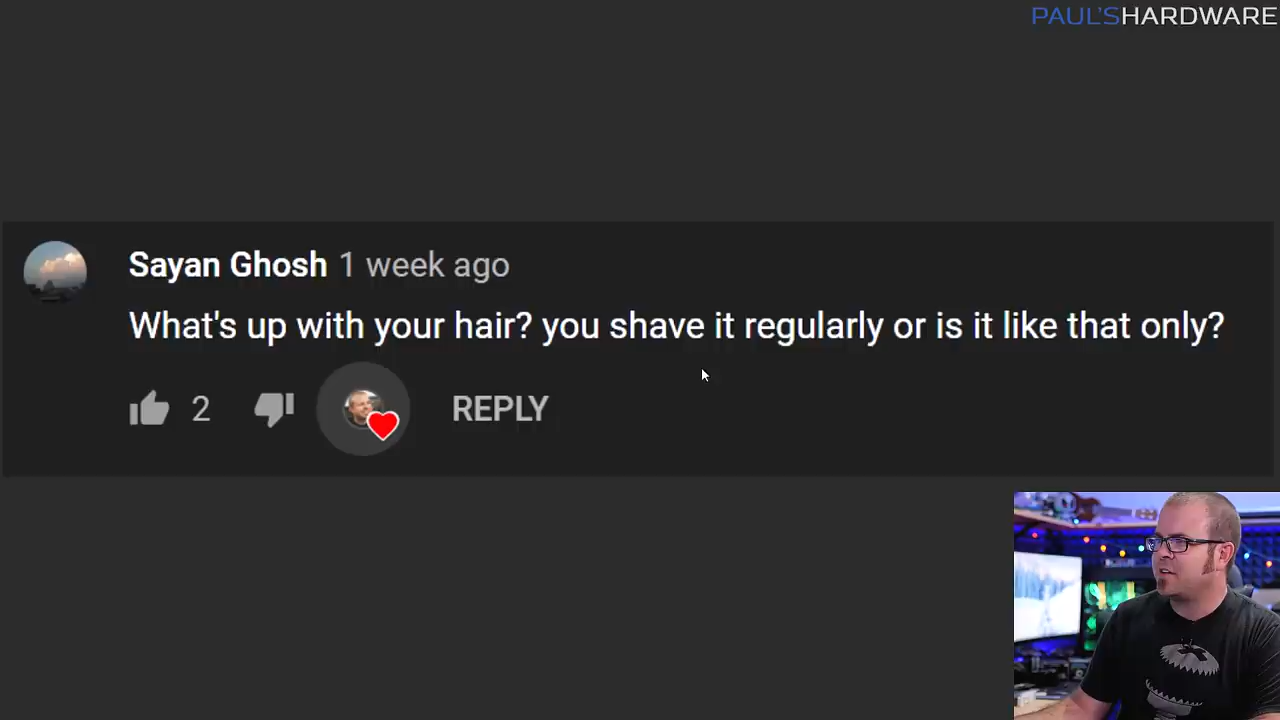 PAUL'SHARDWARE
Sayan Ghosh 1 week ago
What's up with your hair? you shave it regularly or is it like that only?
2 REPLY